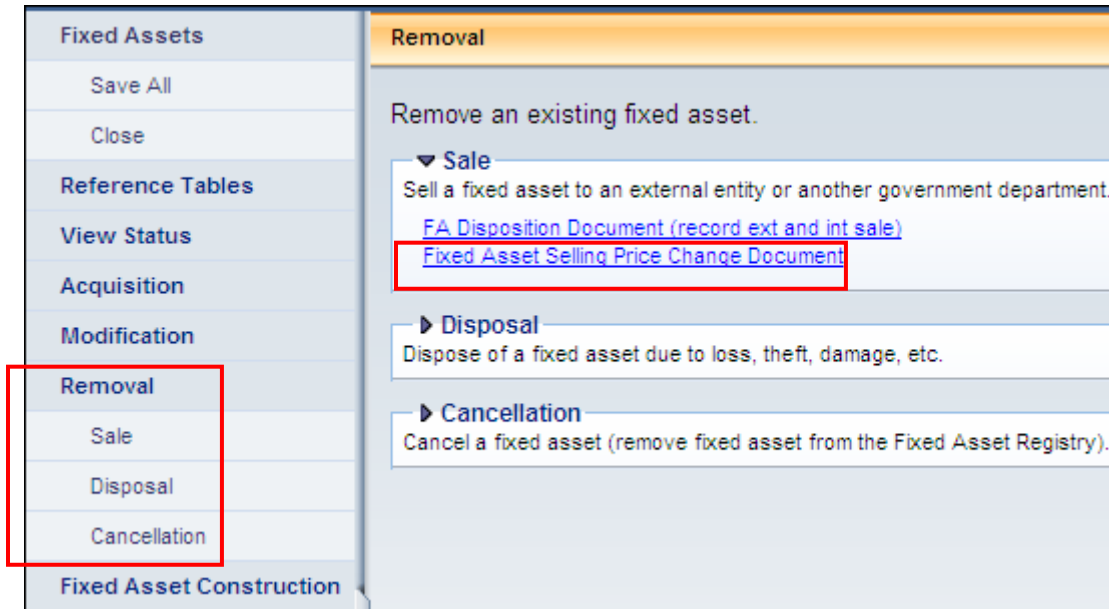 Fixed Assets
Save All
Close
Reference Tables
View Status
Acquisition
Modification
Removal
Sale
Disposal
Cancellation
Fixed Asset Construction
Removal
Remove an existing fixed asset.
Sale
Sell a fixed asset to an external entity or another government department.
FA Disposition Document (record ext and int sale)
Fixed Asset Selling Price Change Document
Disposal
Dispose of a fixed asset due to loss, theft, damage, etc.
Cancellation
Cancel a fixed asset (remove fixed asset from the Fixed Asset Registry).